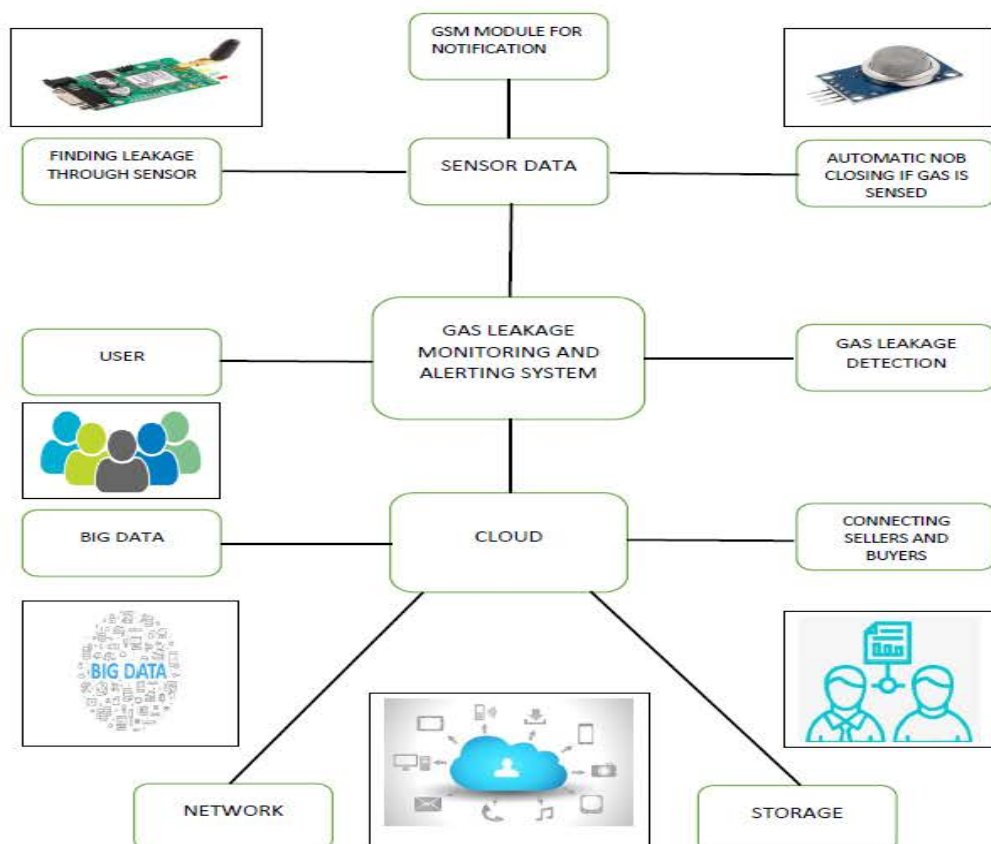 GSM MODULE FOR
NOTIFICATION
FINDING LEAKAGE
THROUGH SENSOR
SENSOR DATA
AUTOMATIC NOB
CLOSING IF GAS IS
SENSED
USER
GAS LEAKAGE
MONITORING AND
ALERTING SYSTEM
GAS LEAKAGE
DETECTION
BIG DATA
CLOUD
CONNECTING
SELLERS AND
BUYERS
BIG DATA
NETWORK
STORAGE